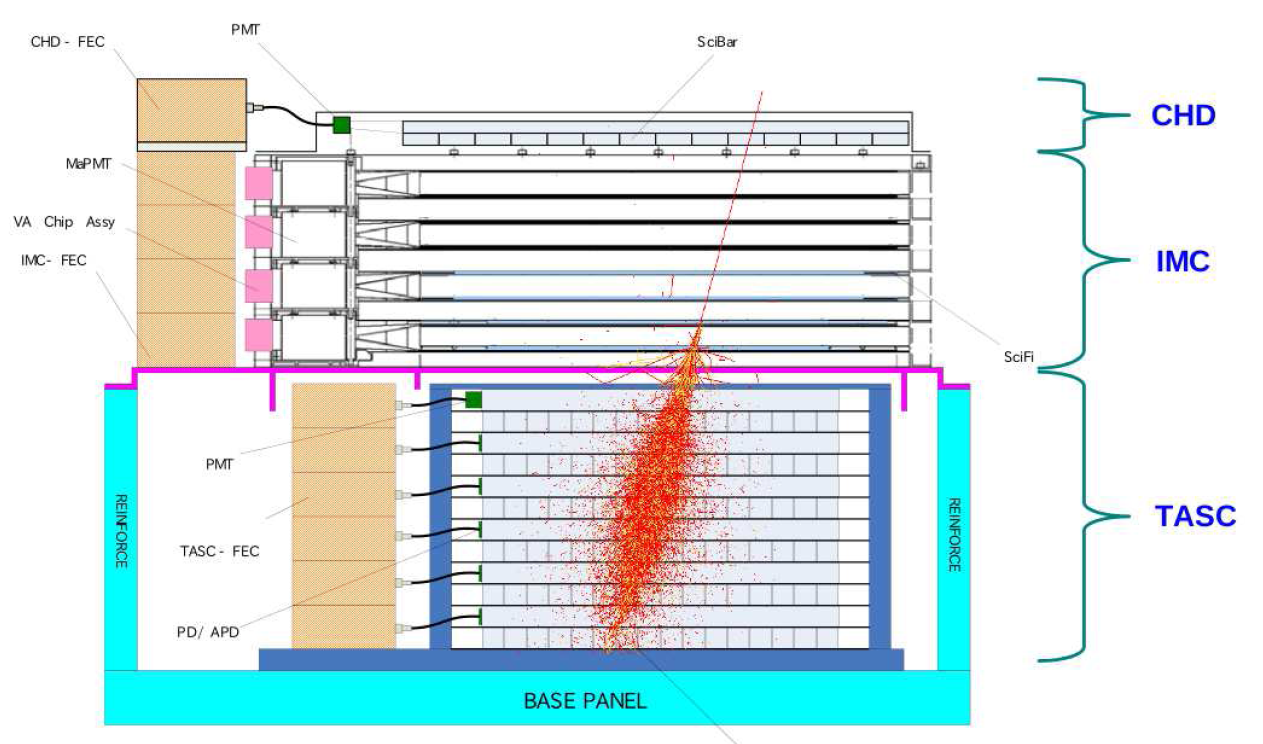 PMT
SciBar
CHD - FEC
CHD
MaPMT
VA Chip Assy
IMC- FEC
IMC
SciFi
PMT
REINFORCE
REINFORCE
TASC
TASC- FEC
PD/ APD
BASE PANEL